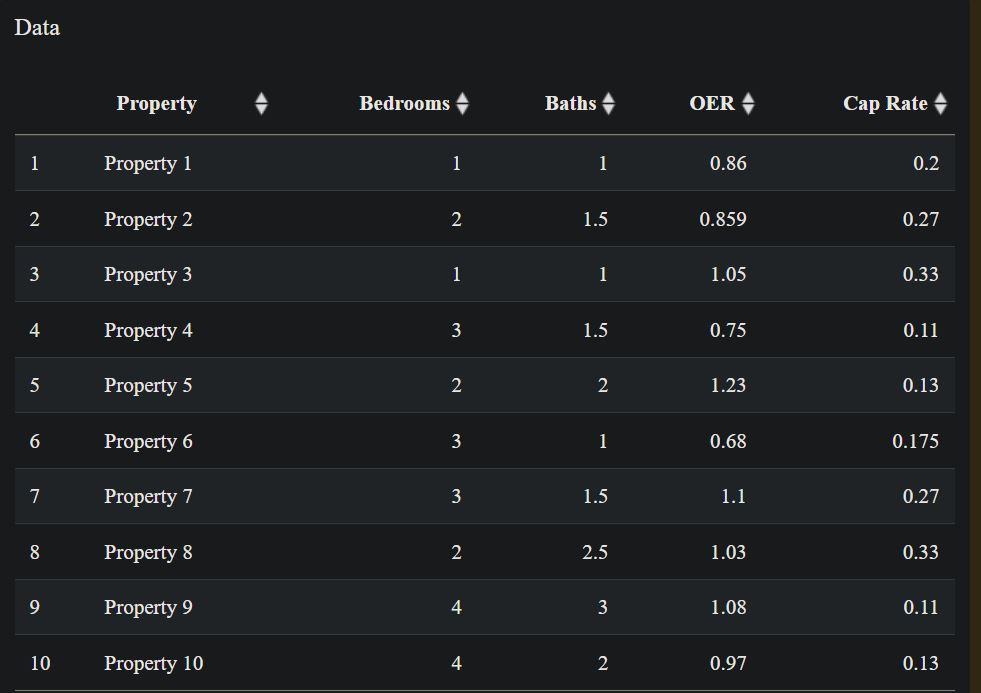 Data
Property Bedrooms Baths OER Cap Rate
1 Property 1 1 1 0.86 0.2
2 Property 2 2 1.5 0.859 0.27
3 Property 3 1 1 1.05 0.33
4 Property 4 3 1.5 0.75 0.11
5 Property 5 2 2 1.23 0.13
6 Property 6 3 1 0.68 0.175
7 Property 7 3 1.5 1.1 0.27
8 Property 8 2 2.5 1.03 0.33
9 Property 9 4 3 1.08 0.11
10 Property 10 4 2 0.97 0.13